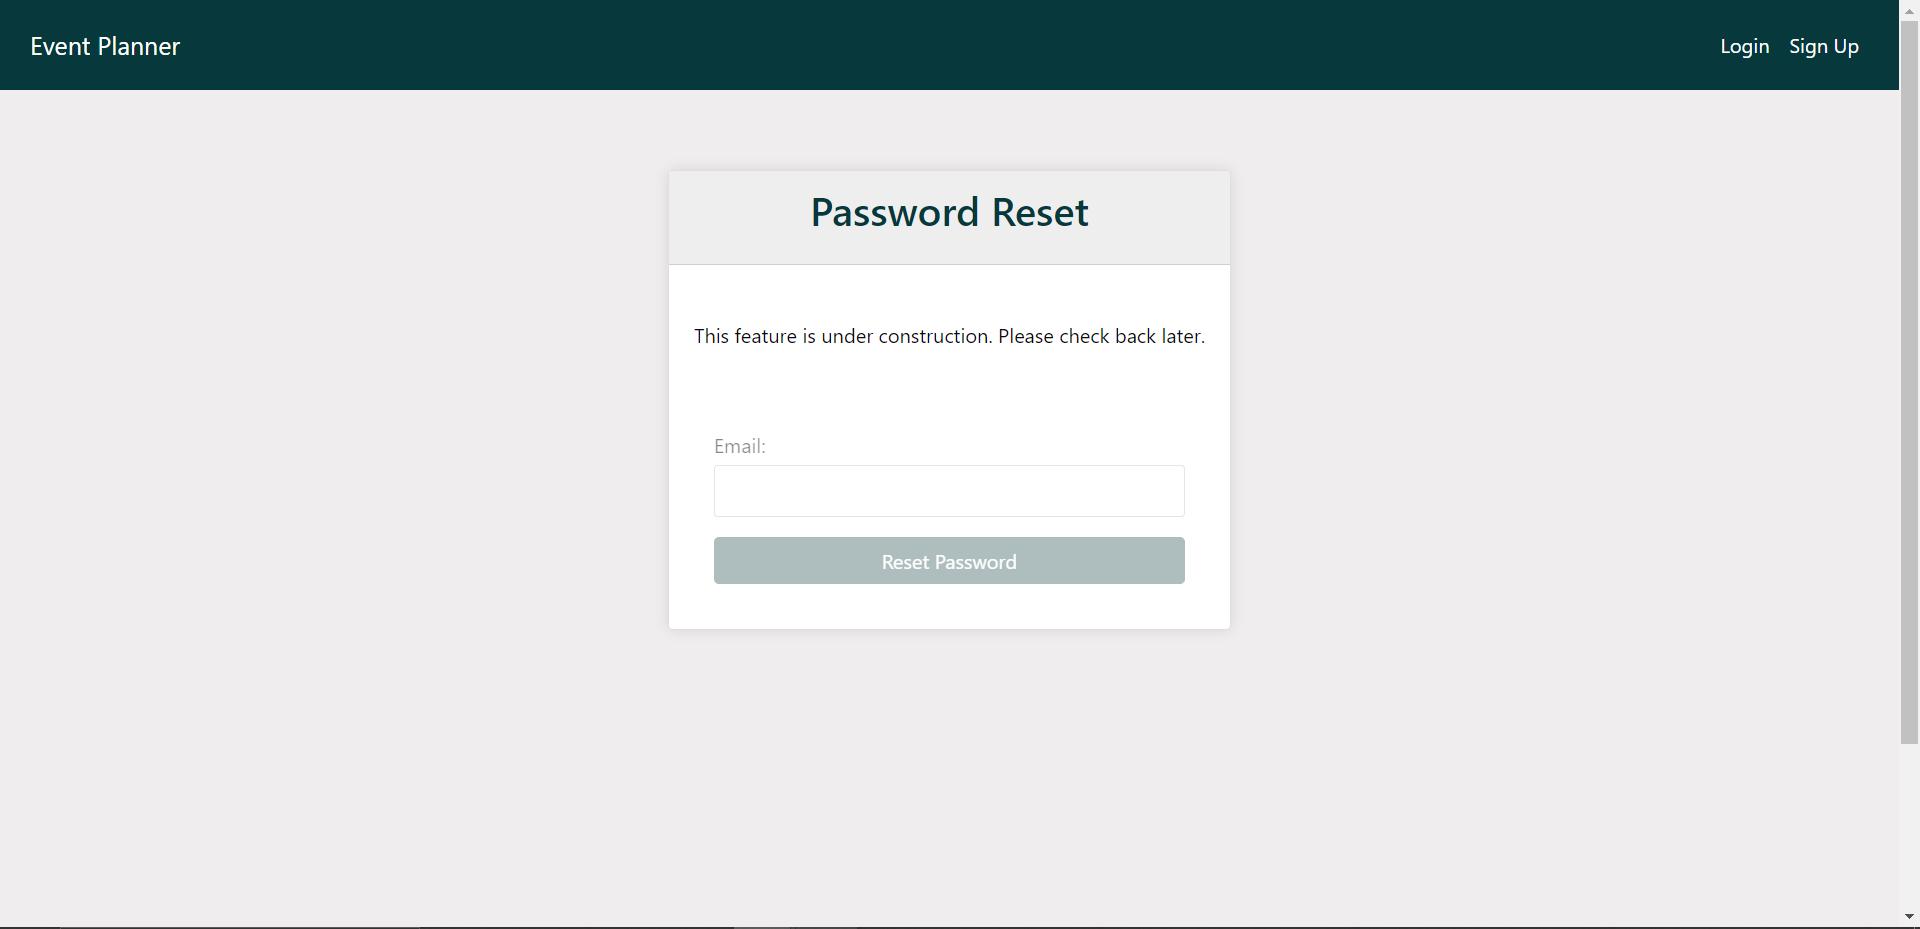 Event Planner
Login Sign Up
Password Reset
This feature is under construction. Please check back later.
Email:
Reset Password